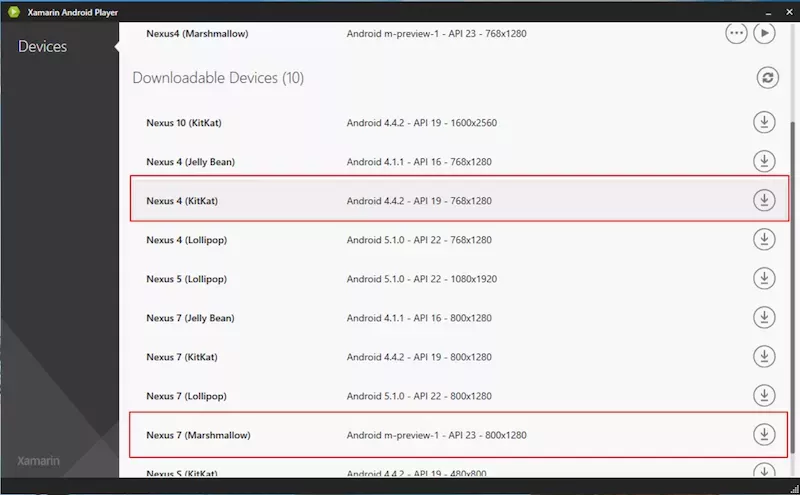 Xamarin Android Player
Devices
Nexus4 (Marshmallow) Android m-preview-1 - API 23 - 768x1280
Downloadable Devices (10)
Nexus 10 (KitKat) Android 4.4.2 - API 19 - 1600x2560
Nexus 4 (Jelly Bean) Android 4.1.1 - API 16 - 768x1280
Nexus 4 (KitKat) Android 4.4.2 - API 19 - 768x1280
Nexus 4 (Lollipop) Android 5.1.0 - API 22 - 768x1280
Nexus 5 (Lollipop) Android 5.1.0 - API 22 - 1080x1920
Nexus 7 (Jelly Bean) Android 4.1.1 - API 16 - 800x1280
Nexus 7 (KitKat) Android 4.4.2 - API 19 - 800x1280
Nexus 7 (Lollipop) Android 5.1.0 - API 22 - 800x1280
Nexus 7 (Marshmallow) Android m-preview-1 - API 23 - 800x1280
Xamarin
Nexus S (KitKat) Android 4.4.2 - API 19 - 480x800